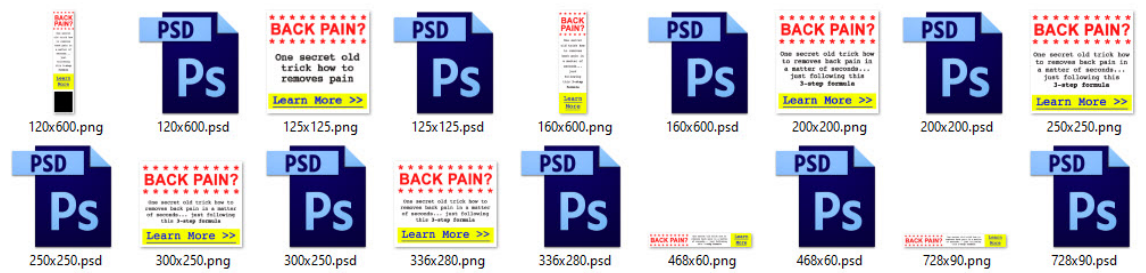 BACK
PAIN?
Learn
More
120x600.png
PSD
Ps
120x600.psd
BACK PAIN?
One secret old
trick how to
removes pain
Learn More >>
125x125.png
PSD
Ps
125x125.psd
BACK
PAIN?
Learn
More
160x600.png
PSD
Ps
160x600.psd
BACK PAIN?
One secret old trick how
to removes back pain in
a matter of seconds...
just following this
3-step formula
Learn More >>
200x200.png
PSD
Ps
200x200.psd
BACK PAIN?
One secret old trick how
to removes back pain in
a matter of seconds...
just following this
3-step formula
Learn More >>
250x250.png
PSD
Ps
250x250.psd
BACK PAIN?
One secret old trick how to
removes back pain in a matter
of seconds... just following
this 3-step formula
Learn More >>
300x250.png
PSD
Ps
300x250.psd
BACK PAIN?
One secret old trick how to
removes back pain in a matter
of seconds... just following
this 3-step formula
Learn More >>
336x280.png
PSD
Ps
336x280.psd
BACK PAIN?
Learn
More
468x60.png
PSD
Ps
468x60.psd
BACK PAIN?
Learn
More
728x90.png
PSD
Ps
728x90.psd